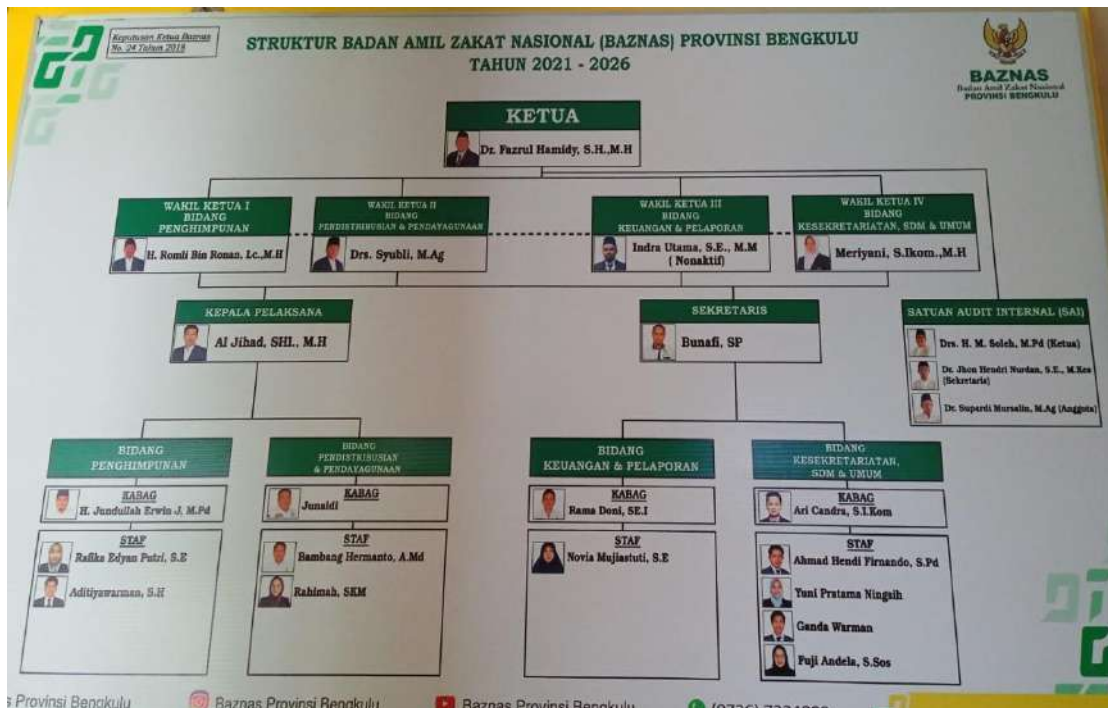 Keputusan Ketua Baznas
No. 24 Tahun 2018
STRUKTUR BADAN AMIL ZAKAT NASIONAL (BAZNAS) PROVINSI BENGKULU
TAHUN 2021 - 2026
BAZNAS
Badan Amil Zakat Nasional
PROVINSI BENGKULU
KETUA
Dr. Fazrul Hamidy, S.H.,M.H
WAKIL KETUA I
BIDANG
PENGHIMPUNAN
H. Romli Bin Ronan, Lc.,M.H
WAKIL KETUA II
BIDANG
PENDISTRIBUSIAN & PENDAYAGUNAAN
Drs. Syubli, M.Ag
WAKIL KETUA III
BIDANG
KEUANGAN & PELAPORAN
Indra Utama, S.E., M.M
( Nonaktif)
WAKIL KETUA IV
BIDANG
KESEKRETARIATAN, SDM & UMUM
Meriyani, S.Ikom.,M.H
KEPALA PELAKSANA
Al Jihad, SHI., M.H
SEKRETARIS
Bunafi, SP
SATUAN AUDIT INTERNAL (SAI)
Drs. H. M. Soleh, M.Pd (Ketua)
Dr. Jhon Hendri Nurdan, S.E., M.Kes
(Sekretaris)
Dr. Supardi Mursalin, M.Ag (Anggota)
BIDANG
PENGHIMPUNAN
KABAG
H. Jundullah Erwin J, M.Pd
STAF
Rafika Edyan Putri, S.E
Aditiyawarman, S.H
BIDANG
PENDISTRIBUSIAN
& PENDAYAGUNAAN
KABAG
Junaidi
STAF
Bambang Hermanto, A.Md
Rahimah, SKM
BIDANG
KEUANGAN & PELAPORAN
KABAG
Rama Doni, SE.I
STAF
Novia Mujiastuti, S.E
BIDANG
KESEKRETARIATAN,
SDM & UMUM
KABAG
Ari Candra, S.I.Kom
STAF
Ahmad Hendi Firnando, S.Pd
Yuni Pratama Ningsih
Ganda Warman
Fuji Andela, S.Sos
s Provinsi Bengkulu
Baznas Provinsi Bengkulu
Baznas Provinsi Bengkulu